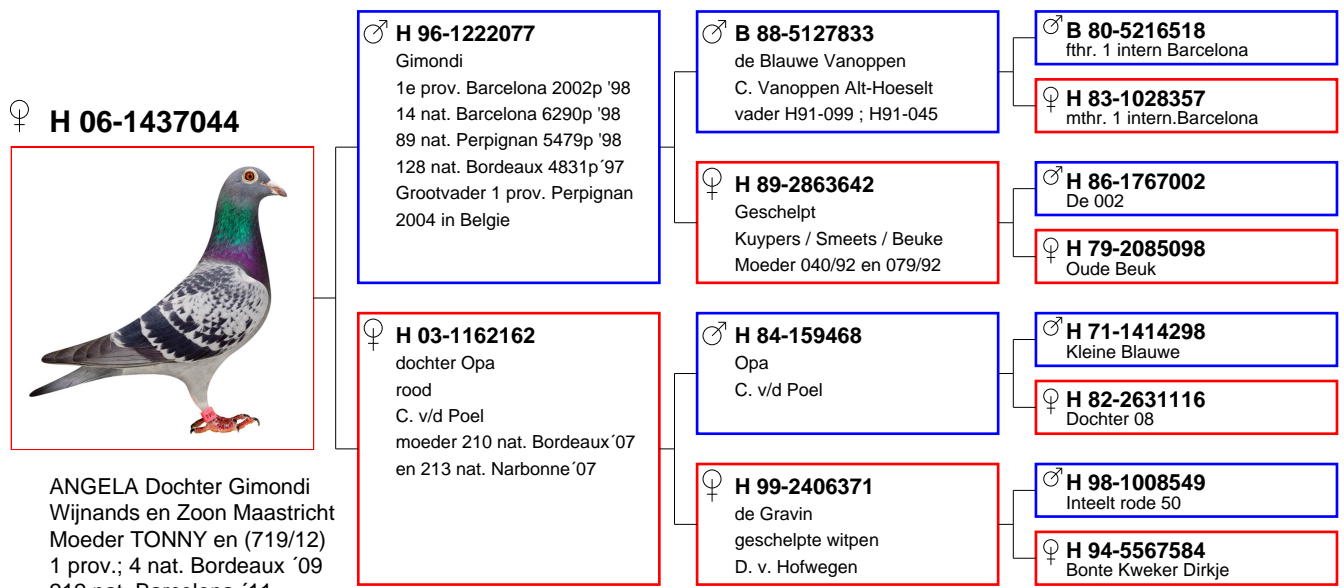 H 06-1437044
ANGELA Dochter Gimondi
Wijnands en Zoon Maastricht
Moeder TONNY en (719/12)
1 prov.; 4 nat. Bordeaux ´09
H 96-1222077
Gimondi
1e prov. Barcelona 2002p '98
14 nat. Barcelona 6290p '98
89 nat. Perpignan 5479p '98
128 nat. Bordeaux 4831p´97
Grootvader 1 prov. Perpignan
2004 in Belgie
H 03-1162162
dochter Opa
rood
C. v/d Poel
moeder 210 nat. Bordeaux´07
en 213 nat. Narbonne´07
B 88-5127833
de Blauwe Vanoppen
C. Vanoppen Alt-Hoeselt
vader H91-099 ; H91-045
H 89-2863642
Geschelpt
Kuypers / Smeets / Beuke
Moeder 040/92 en 079/92
H 84-159468
Opa
C. v/d Poel
H 99-2406371
de Gravin
geschelpte witpen
D. v. Hofwegen
B 80-5216518
fthr. 1 intern Barcelona
H 83-1028357
mthr. 1 intern.Barcelona
H 86-1767002
De 002
H 79-2085098
Oude Beuk
H 71-1414298
Kleine Blauwe
H 82-2631116
Dochter 08
H 98-1008549
Inteelt rode 50
H 94-5567584
Bonte Kweker Dirkje